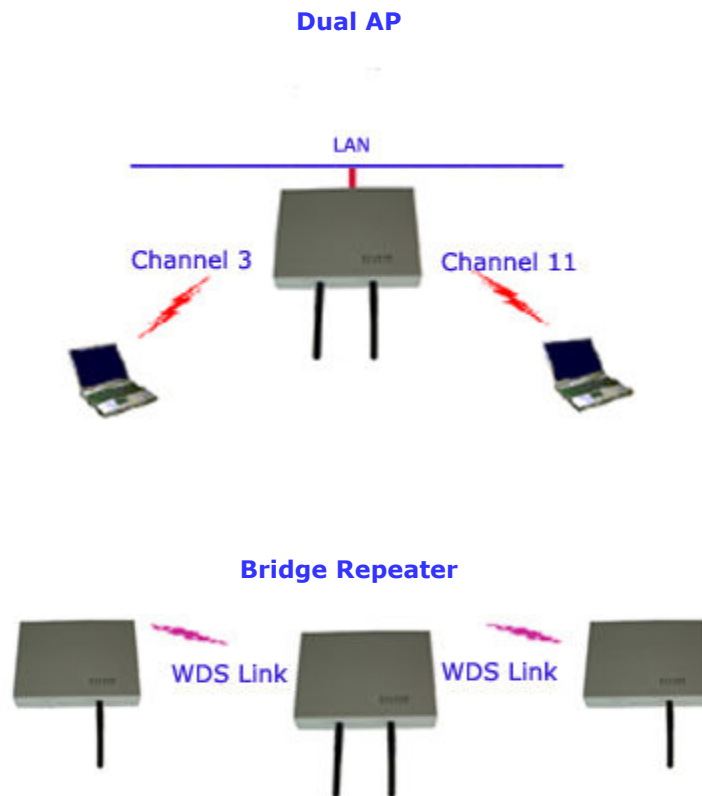 Dual AP
LAN
Channel 3
Channel 11
Bridge Repeater
WDS Link
WDS Link